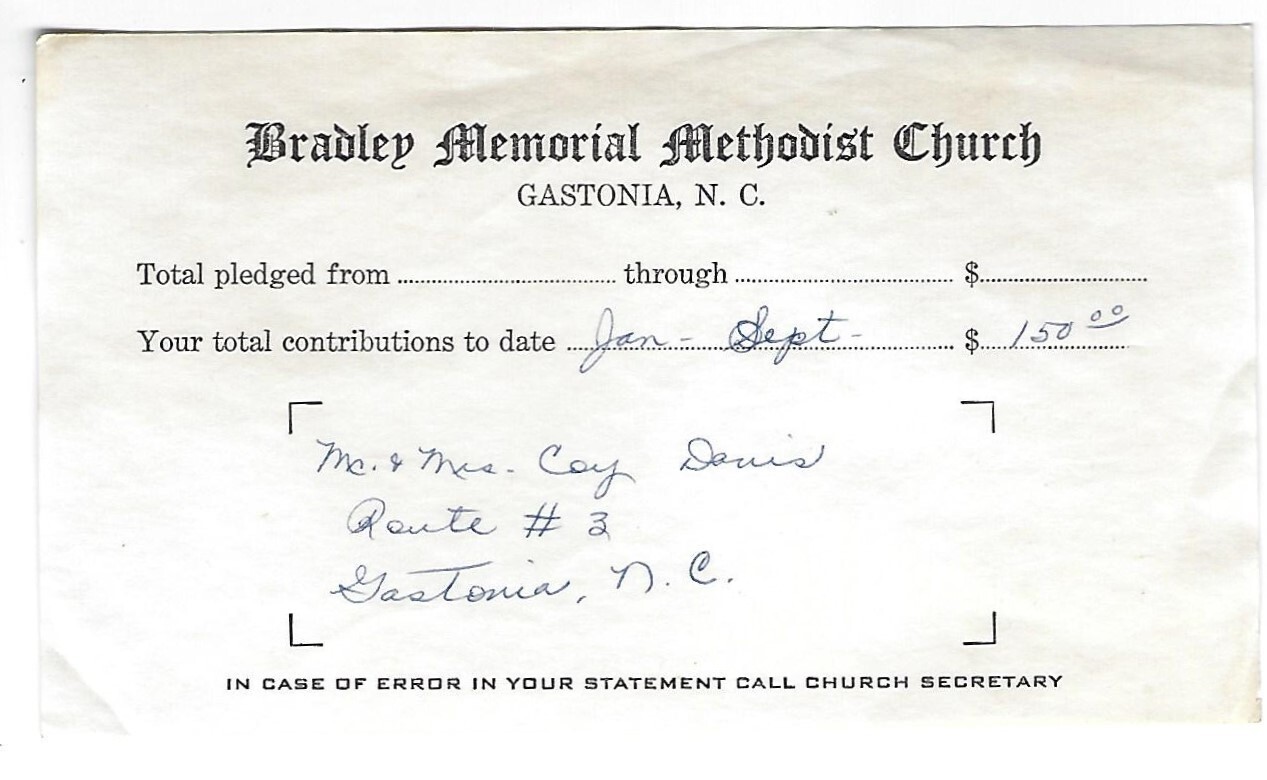 Bradley Memorial Methodist Church
GASTONIA, N. C.
Total pledged from ........................ through ........................ $........................
Your total contributions to date Jan - Sept - $ 150 00
Mr. & Mrs. Coy Davis
Route # 3
Gastonia, N. C.
IN CASE OF ERROR IN YOUR STATEMENT CALL CHURCH SECRETARY